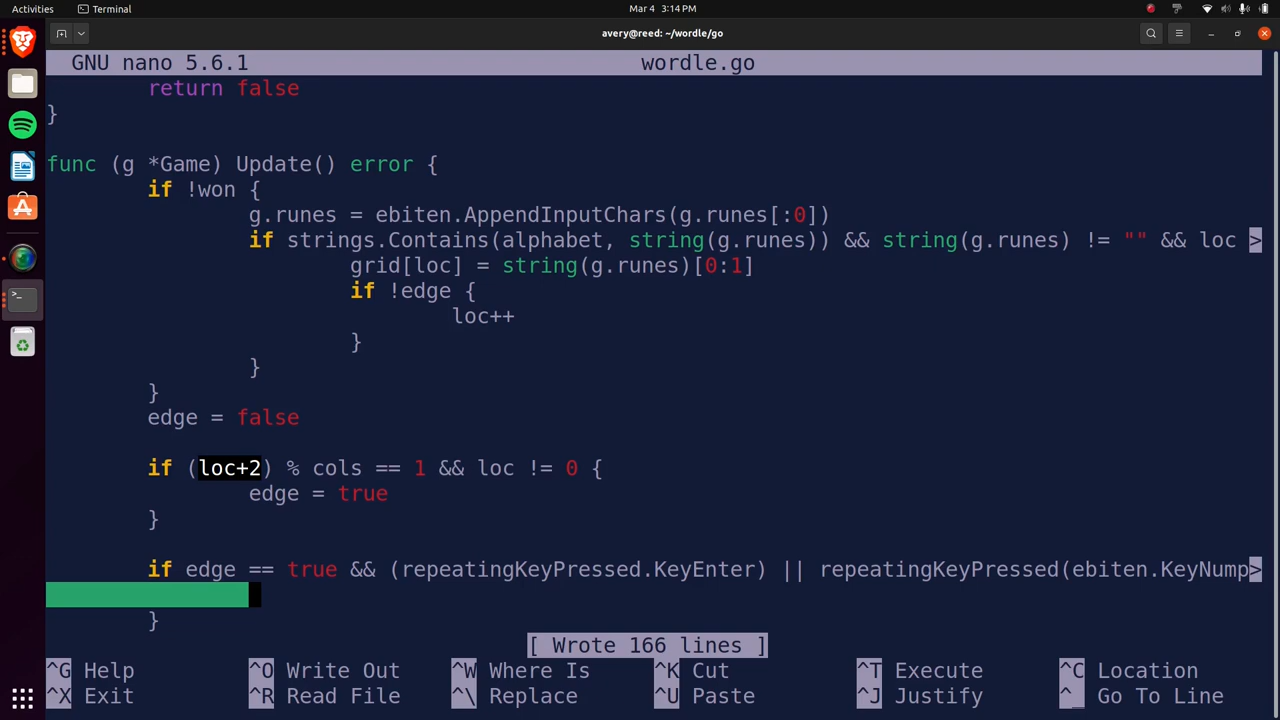 Activities Terminal Mar 4 3:14 PM
avery@reed: ~/wordle/go
GNU nano 5.6.1 wordle.go
return false
}
func (g *Game) Update() error {
if !won {
g.runes = ebiten.AppendInputChars(g.runes[:0])
if strings.Contains(alphabet, string(g.runes)) && string(g.runes) != "" && loc >
grid[loc] = string(g.runes)[0:1]
if !edge {
loc++
}
}
}
edge = false
if (loc+2) % cols == 1 && loc != 0 {
edge = true
}
if edge == true && (repeatingKeyPressed.KeyEnter) || repeatingKeyPressed(ebiten.KeyNump>
}
[ Wrote 166 lines ]
^G Help ^O Write Out ^W Where Is ^K Cut ^T Execute ^C Location
^X Exit ^R Read File ^\ Replace ^U Paste ^J Justify ^_ Go To Line